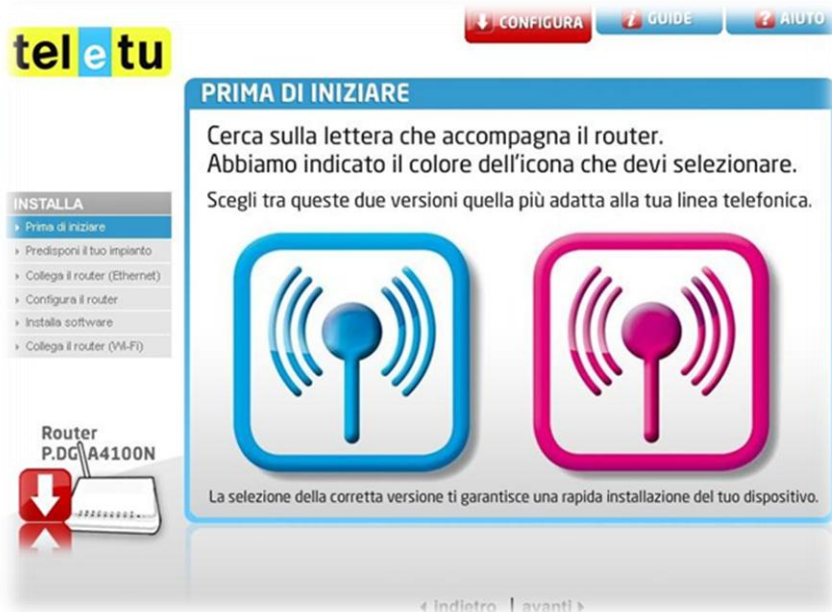 CONFIGURA
GUIDE
AIUTO
tel e tu
PRIMA DI INIZIARE
Cerca sulla lettera che accompagna il router.
Abbiamo indicato il colore dell'icona che devi selezionare.
Scegli tra queste due versioni quella più adatta alla tua linea telefonica.
INSTALLA
Prima di iniziare
Predisponi il tuo impianto
Collega il router (Ethernet)
Configura il router
Installa software
Collega il router (Wi-Fi)
Router
P.DG A4100N
La selezione della corretta versione ti garantisce una rapida installazione del tuo dispositivo.
indietro | avanti